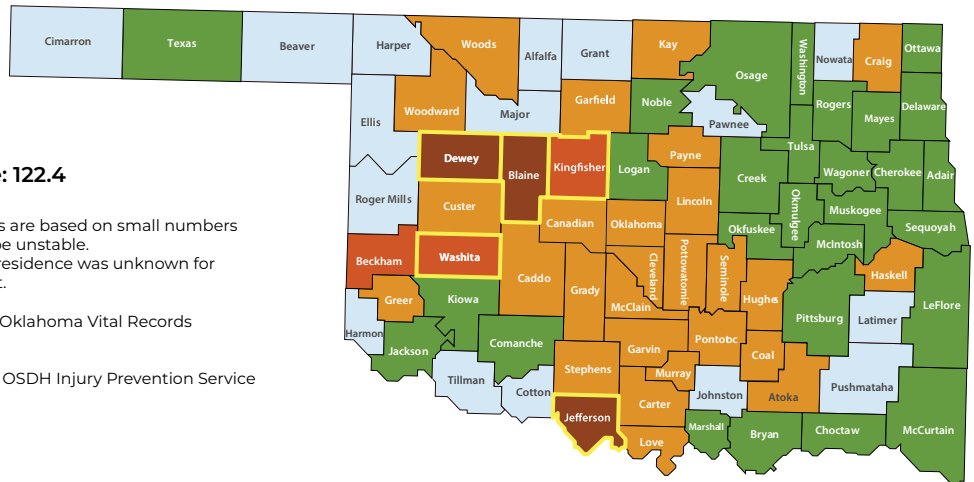 Cimarron
Texas
Beaver
Harper
Woods
Alfalfa
Grant
Kay
Osage
Washington
Nowata
Craig
Ottawa
Ellis
Woodward
Major
Garfield
Noble
Pawnee
Rogers
Mayes
Delaware
: 122.4
Dewey
Blaine
Kingfisher
Logan
Payne
Creek
Tulsa
Wagoner
Cherokee
Adair
Roger Mills
Custer
Canadian
Oklahoma
Lincoln
Okfuskee
Okmulgee
Muskogee
Sequoyah
s are based on small numbers
be unstable.
residence was unknown for
t.
Beckham
Washita
Caddo
Grady
Cleveland
McClain
Pottowatomie
Seminole
Hughes
McIntosh
Haskell
Oklahoma Vital Records
Greer
Kiowa
Harmon
Jackson
Comanche
Garvin
Pontotoc
Coal
Pittsburg
Latimer
LeFlore
OSDH Injury Prevention Service
Tillman
Cotton
Stephens
Murray
Carter
Johnston
Atoka
Pushmataha
Jefferson
Love
Marshall
Bryan
Choctaw
McCurtain